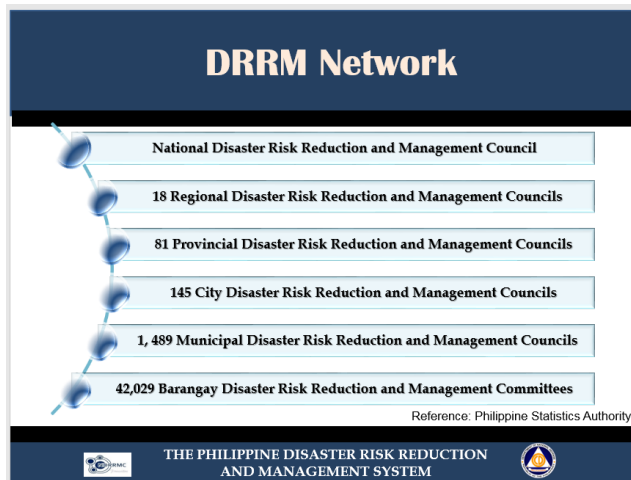 DRRM Network
National Disaster Risk Reduction and Management Council
18 Regional Disaster Risk Reduction and Management Councils
81 Provincial Disaster Risk Reduction and Management Councils
145 City Disaster Risk Reduction and Management Councils
1, 489 Municipal Disaster Risk Reduction and Management Councils
42,029 Barangay Disaster Risk Reduction and Management Committees
Reference: Philippine Statistics Authority
THE PHILIPPINE DISASTER RISK REDUCTION
AND MANAGEMENT SYSTEM